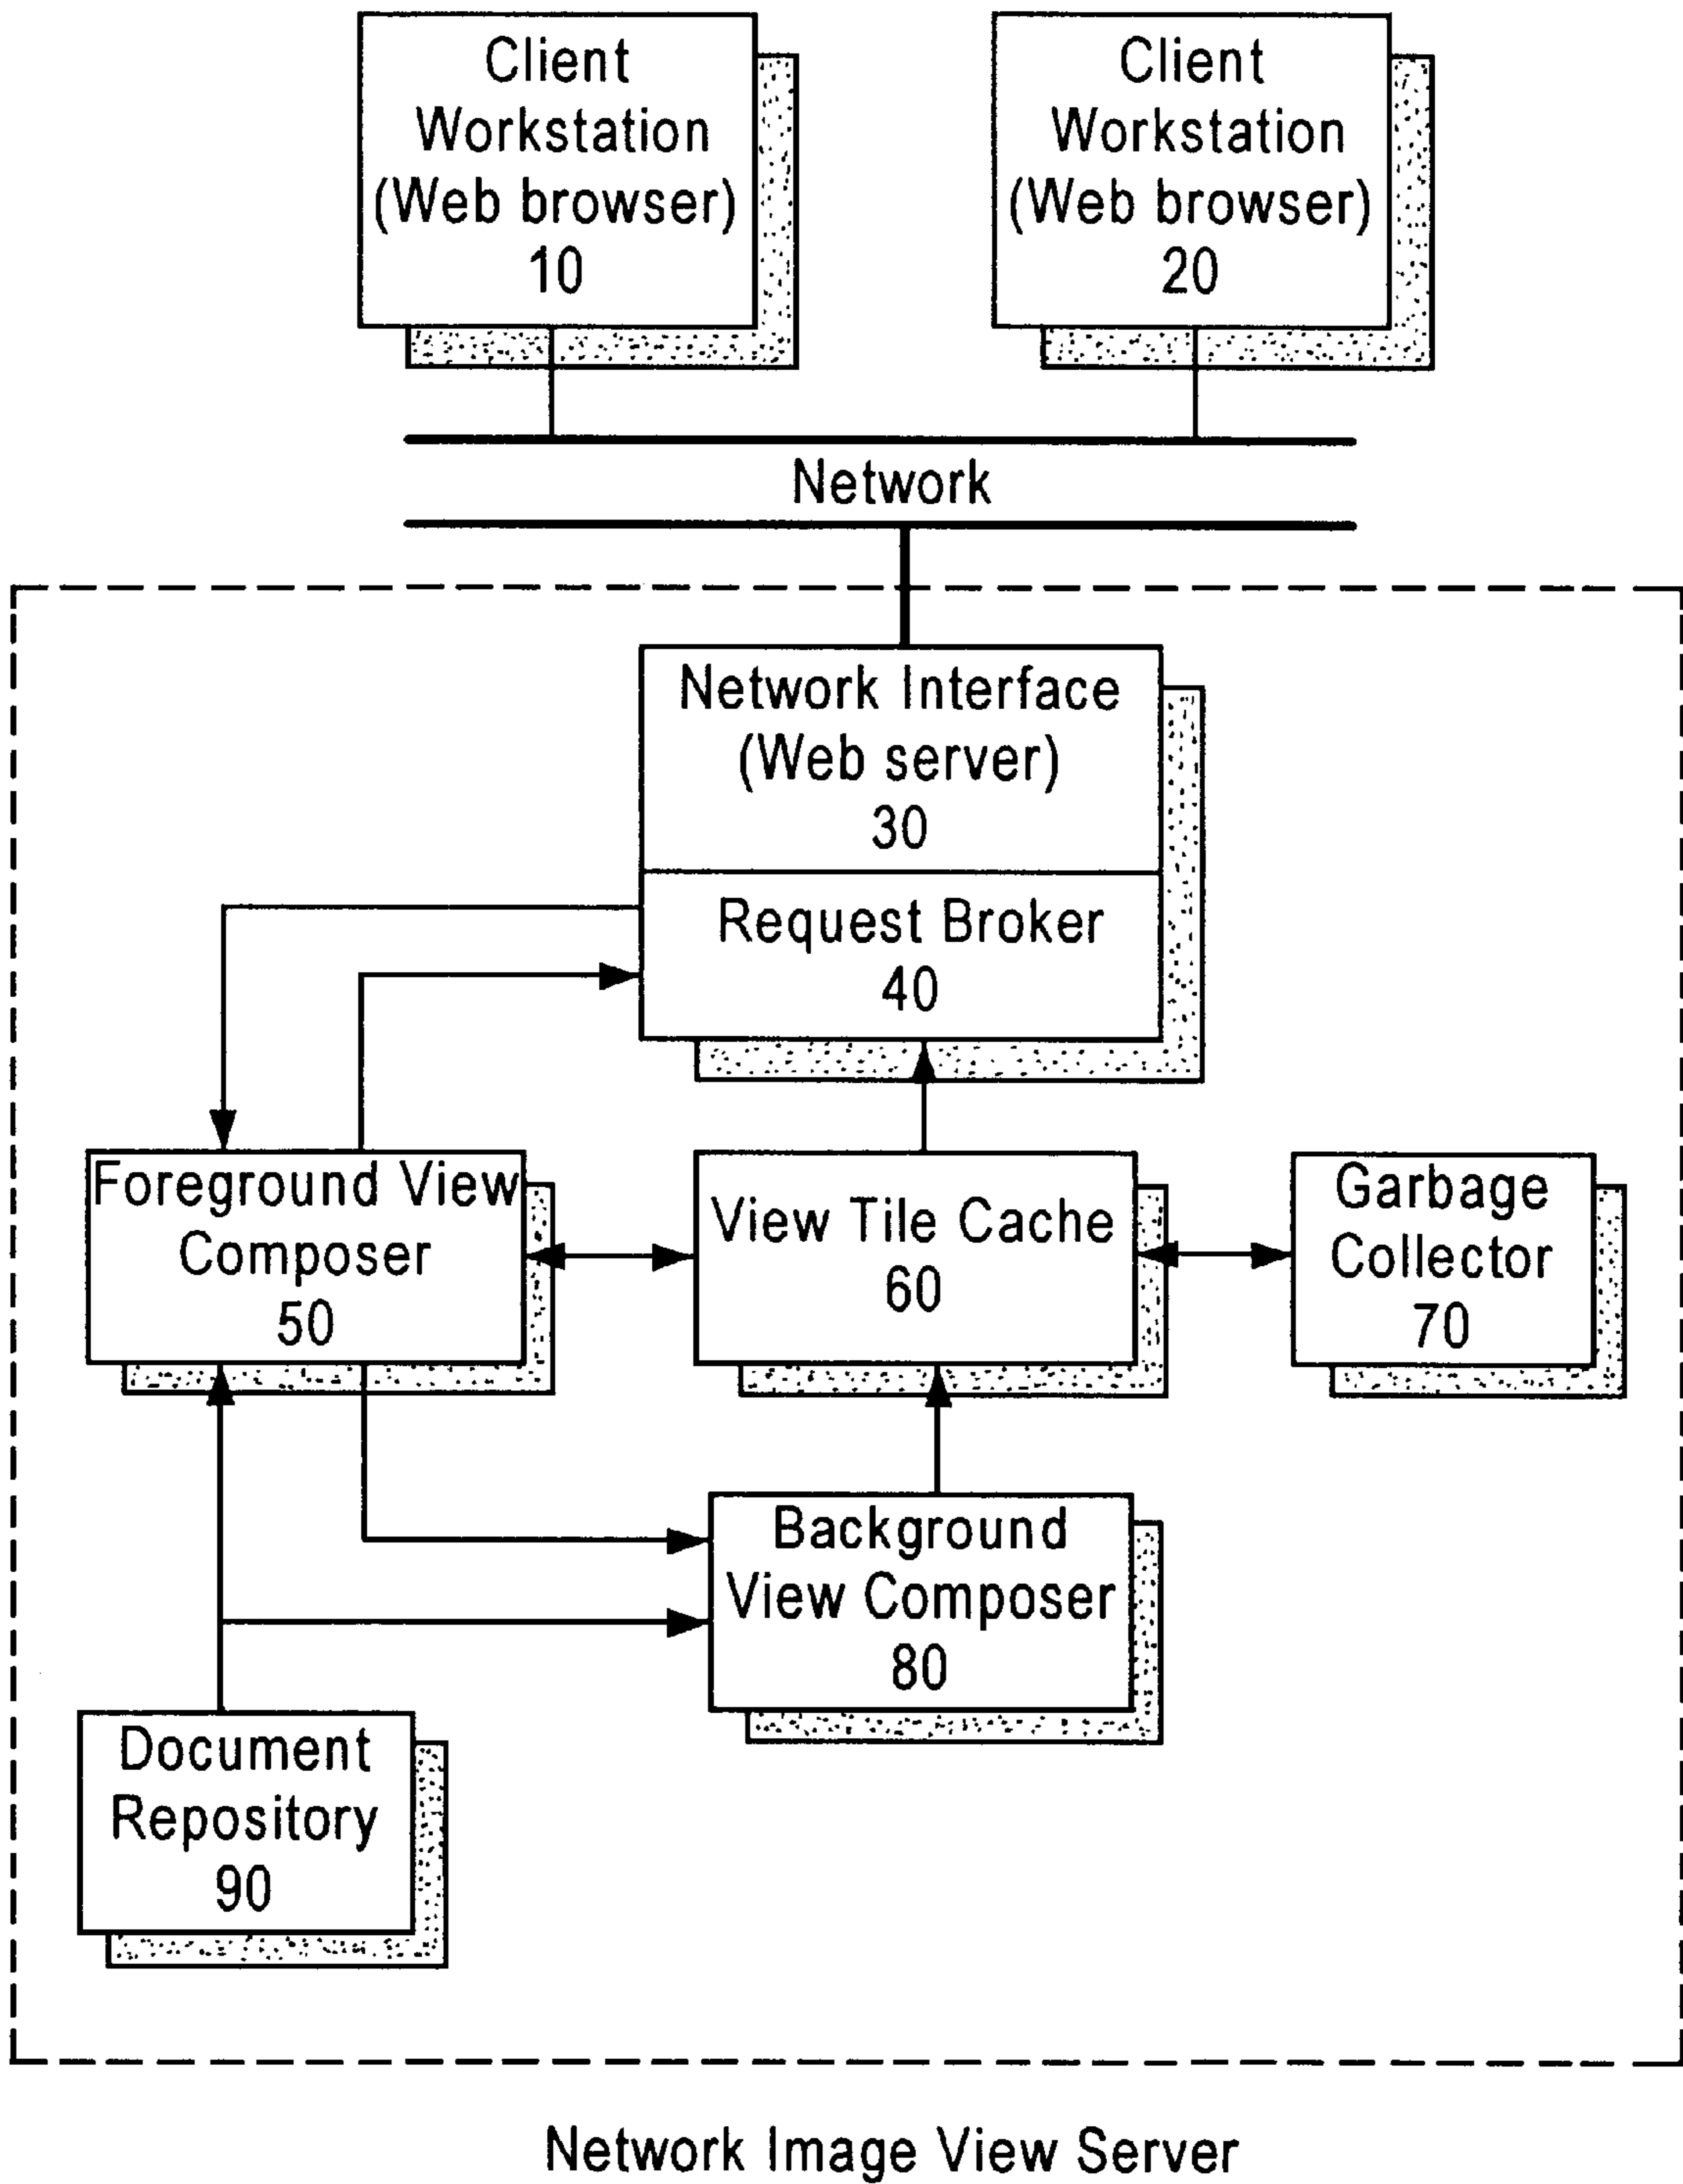 Client
Workstation
(Web browser)
10
Client
Workstation
(Web browser)
20
Network
Network Interface
(Web server)
30
Request Broker
40
Foreground View
Composer
50
View Tile Cache
60
Garbage
Collector
70
Background
View Composer
80
Document
Repository
90
Network Image View Server